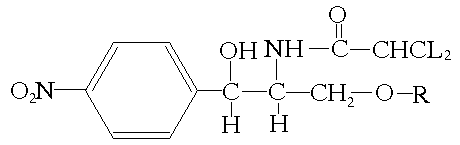 O
OH NH C CHCL₂
O₂N C C CH₂ O R
H H